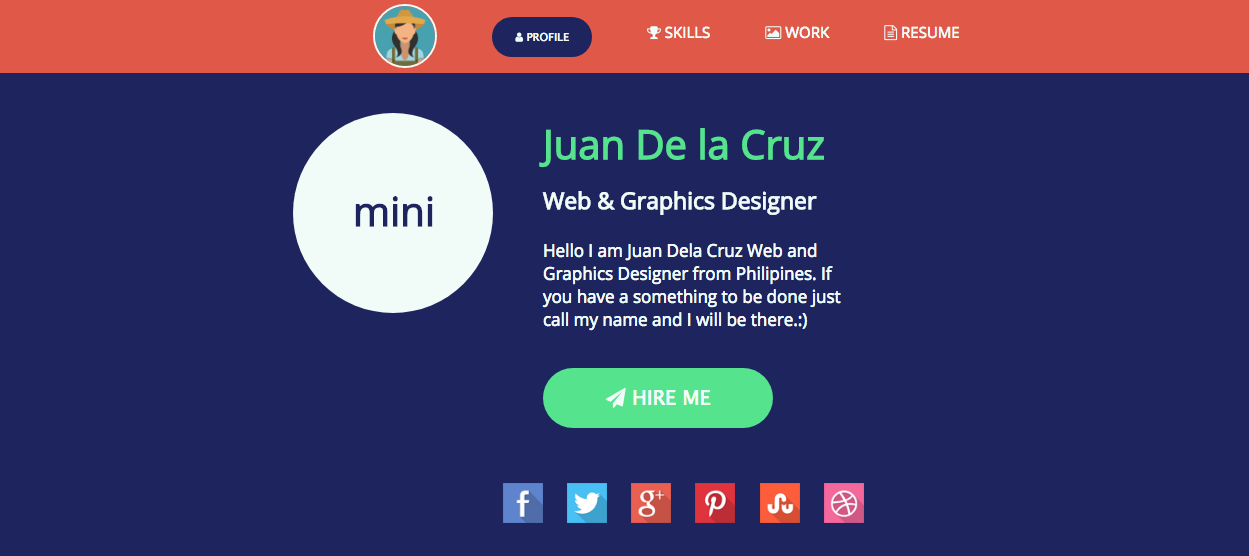 PROFILE
SKILLS
WORK
RESUME
mini
Juan De la Cruz
Web & Graphics Designer
Hello I am Juan Dela Cruz Web and
Graphics Designer from Philipines. If
you have a something to be done just
call my name and I will be there.:)
HIRE ME